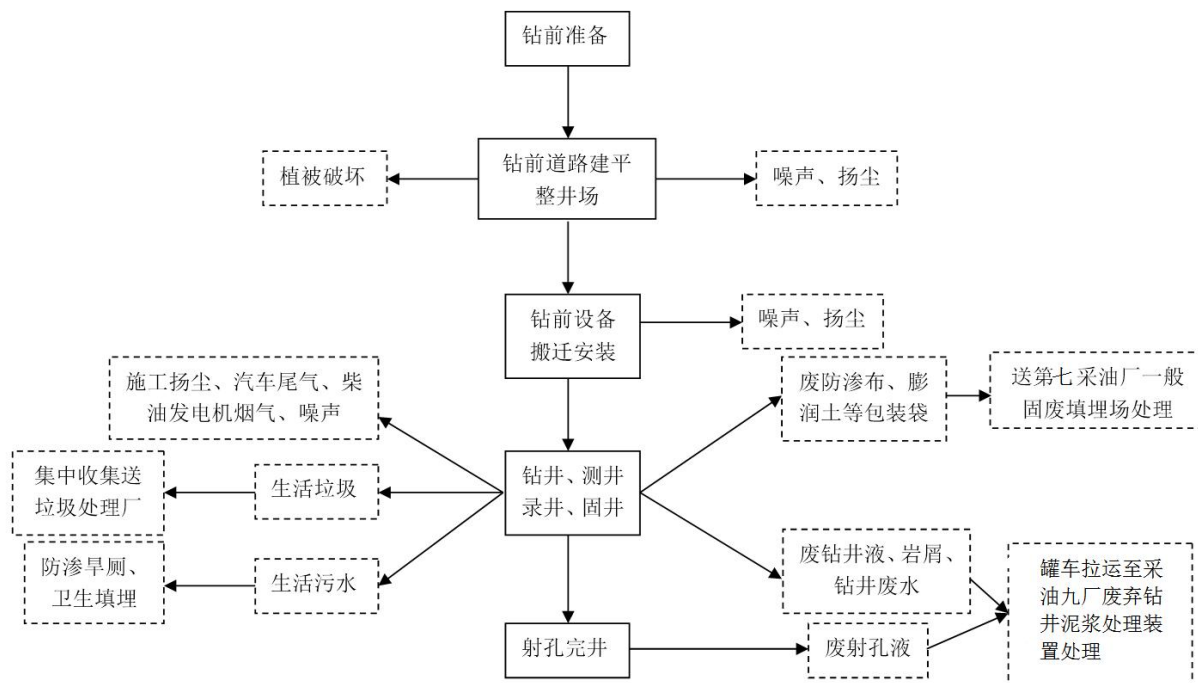 钻前准备
植被破坏
钻前道路建平
整井场
噪声、扬尘
钻前设备
搬迁安装
噪声、扬尘
施工扬尘、汽车尾气、柴
油发电机烟气、噪声
废防渗布、膨
润土等包装袋
送第七采油厂一般
固废填埋场处理
集中收集送
垃圾处理厂
生活垃圾
钻井、测井
录井、固井
防渗旱厕、
卫生填埋
生活污水
废钻井液、岩屑、
钻井废水
罐车拉运至采
油九厂废弃钻
井泥浆处理装
置处理
射孔完井
废射孔液